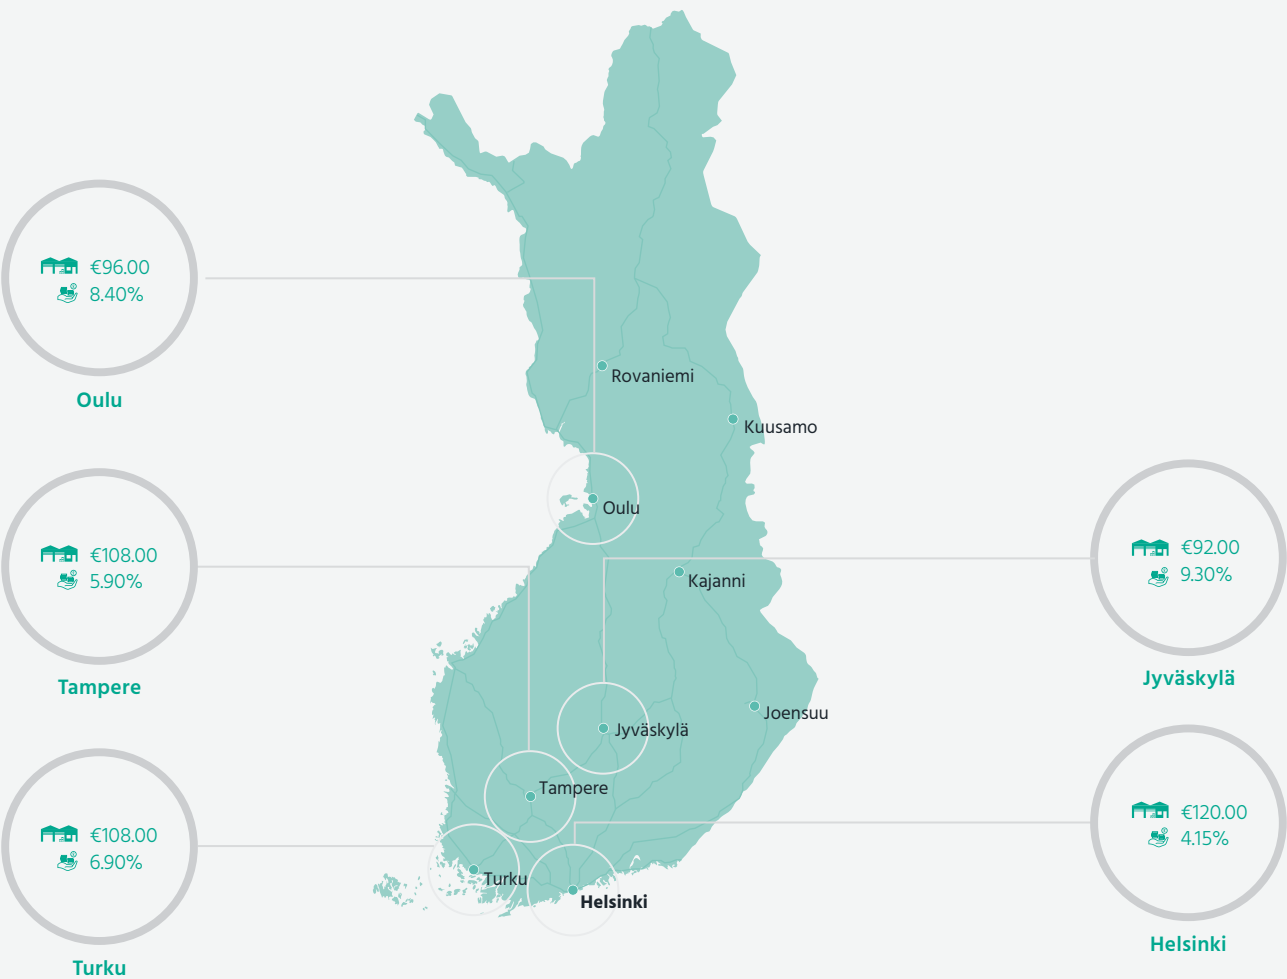 €96.00
8.40%
Oulu
€108.00
5.90%
Tampere
€108.00
6.90%
Turku
Rovaniemi
Kuusamo
Oulu
Kajanni
Joensuu
Jyväskylä
Tampere
Turku
Helsinki
€92.00
9.30%
Jyväskylä
€120.00
4.15%
Helsinki